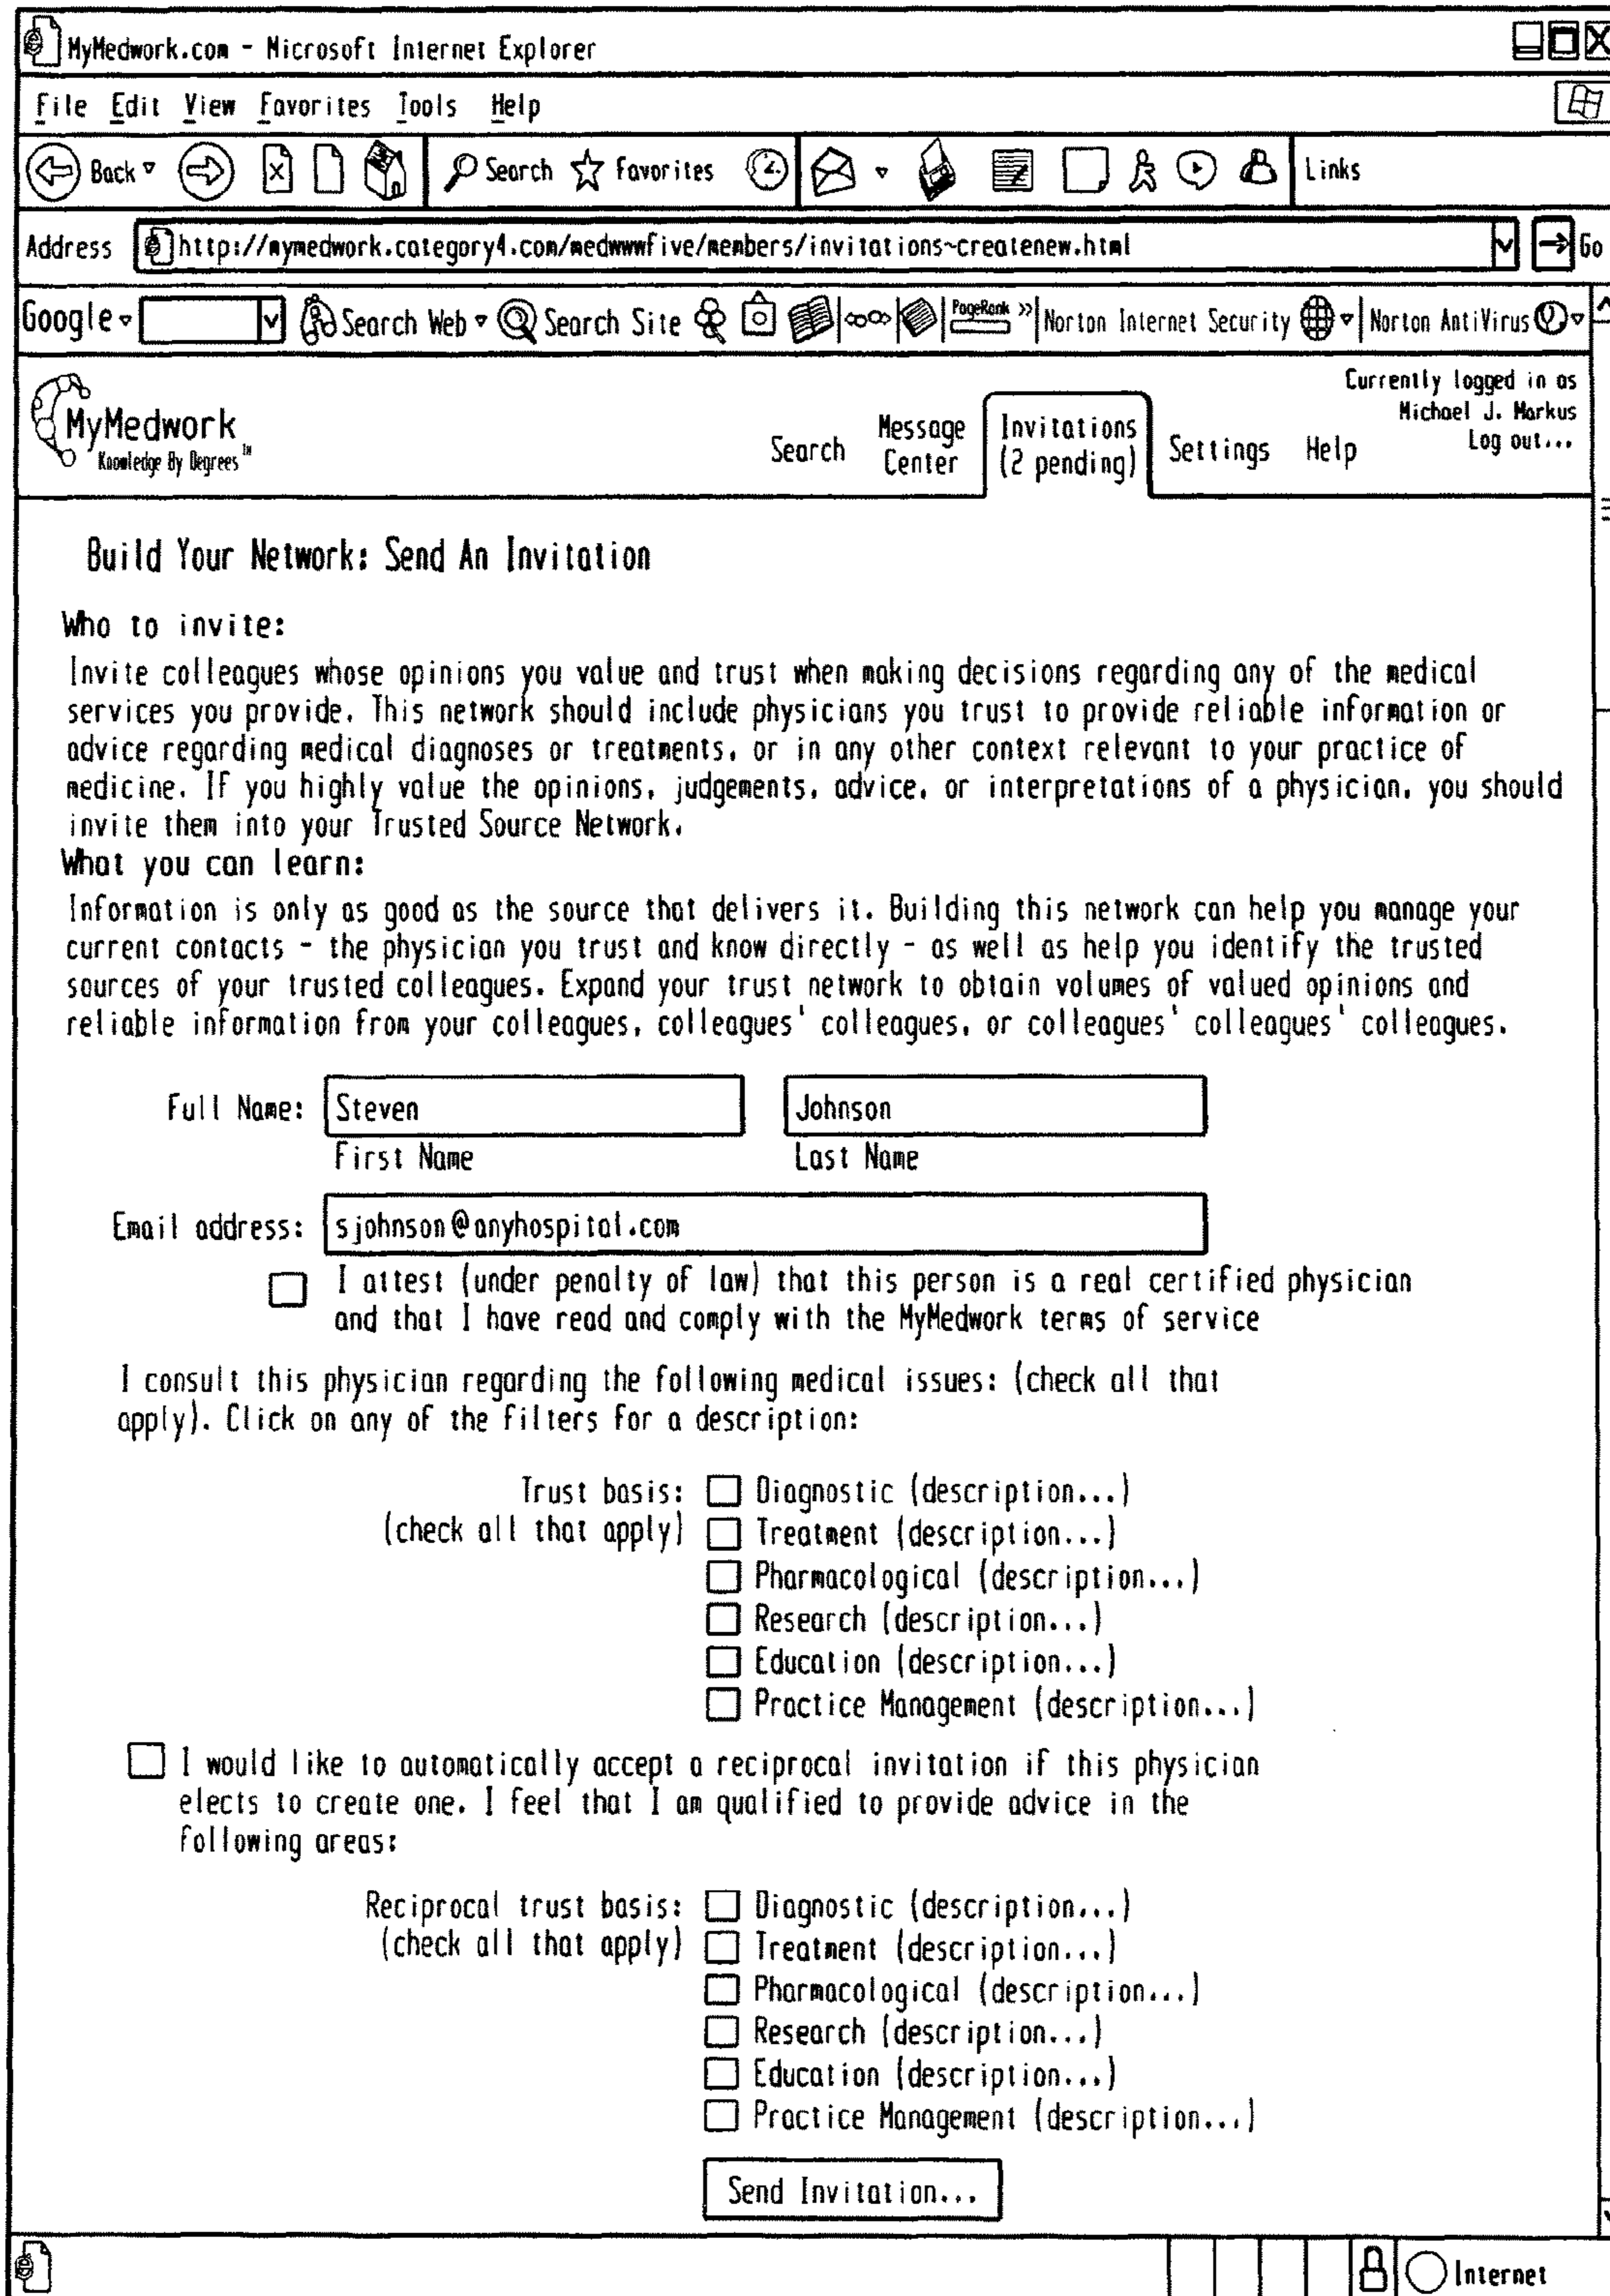 MyMedwork.com - Microsoft Internet Explorer
File Edit View Favorites Tools Help
Back Search Favorites Links
Address http://mymedwork.category4.com/medwwwfive/members/invitations~createnew.html Go
Google Search Web Search Site PageRank >> Norton Internet Security Norton AntiVirus
Currently logged in as
Michael J. Markus
Log out...
MyMedwork
Knowledge By Degrees™
Search Message Center Invitations (2 pending) Settings Help
Build Your Network: Send An Invitation
Who to invite:
Invite colleagues whose opinions you value and trust when making decisions regarding any of the medical
services you provide. This network should include physicians you trust to provide reliable information or
advice regarding medical diagnoses or treatments, or in any other context relevant to your practice of
medicine. If you highly value the opinions, judgements, advice, or interpretations of a physician, you should
invite them into your Trusted Source Network.
What you can learn:
Information is only as good as the source that delivers it. Building this network can help you manage your
current contacts - the physician you trust and know directly - as well as help you identify the trusted
sources of your trusted colleagues. Expand your trust network to obtain volumes of valued opinions and
reliable information from your colleagues, colleagues' colleagues, or colleagues' colleagues' colleagues.
Full Name: Steven Johnson
First Name Last Name
Email address: sjohnson@anyhospital.com
I attest (under penalty of law) that this person is a real certified physician
and that I have read and comply with the MyMedwork terms of service
I consult this physician regarding the following medical issues: (check all that
apply). Click on any of the filters for a description:
Trust basis: Diagnostic (description...)
(check all that apply) Treatment (description...)
Pharmacological (description...)
Research (description...)
Education (description...)
Practice Management (description...)
I would like to automatically accept a reciprocal invitation if this physician
elects to create one. I feel that I am qualified to provide advice in the
following areas:
Reciprocal trust basis: Diagnostic (description...)
(check all that apply) Treatment (description...)
Pharmacological (description...)
Research (description...)
Education (description...)
Practice Management (description...)
Send Invitation...
Internet